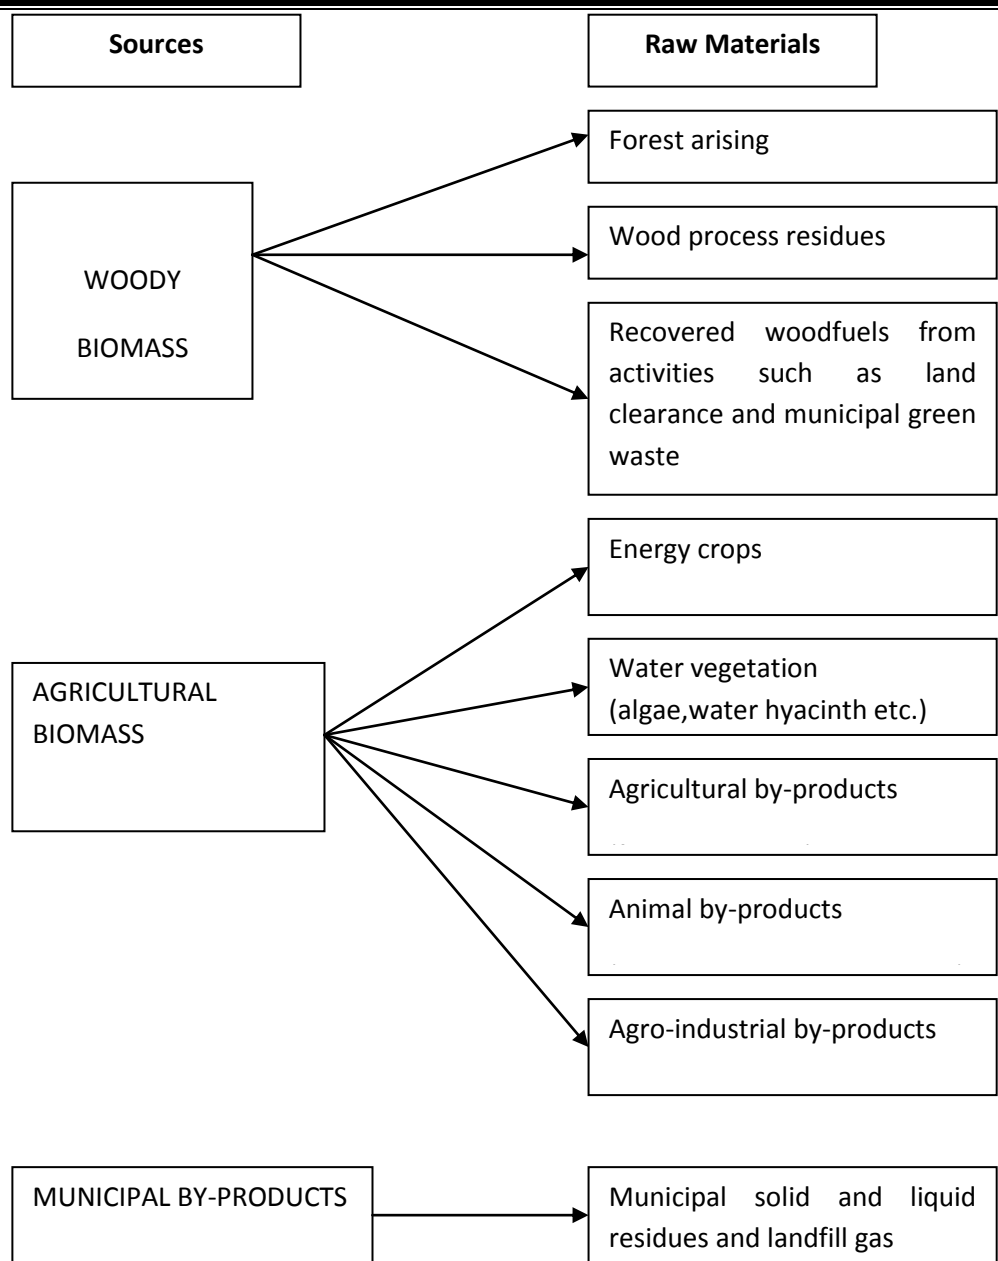 Sources
Raw Materials
Forest arising
Wood process residues
WOODY
BIOMASS
Recovered woodfuels from
activities such as land
clearance and municipal green
waste
Energy crops
AGRICULTURAL
BIOMASS
Water vegetation
(algae,water hyacinth etc.)
Agricultural by-products
Animal by-products
Agro-industrial by-products
MUNICIPAL BY-PRODUCTS
Municipal solid and liquid
residues and landfill gas